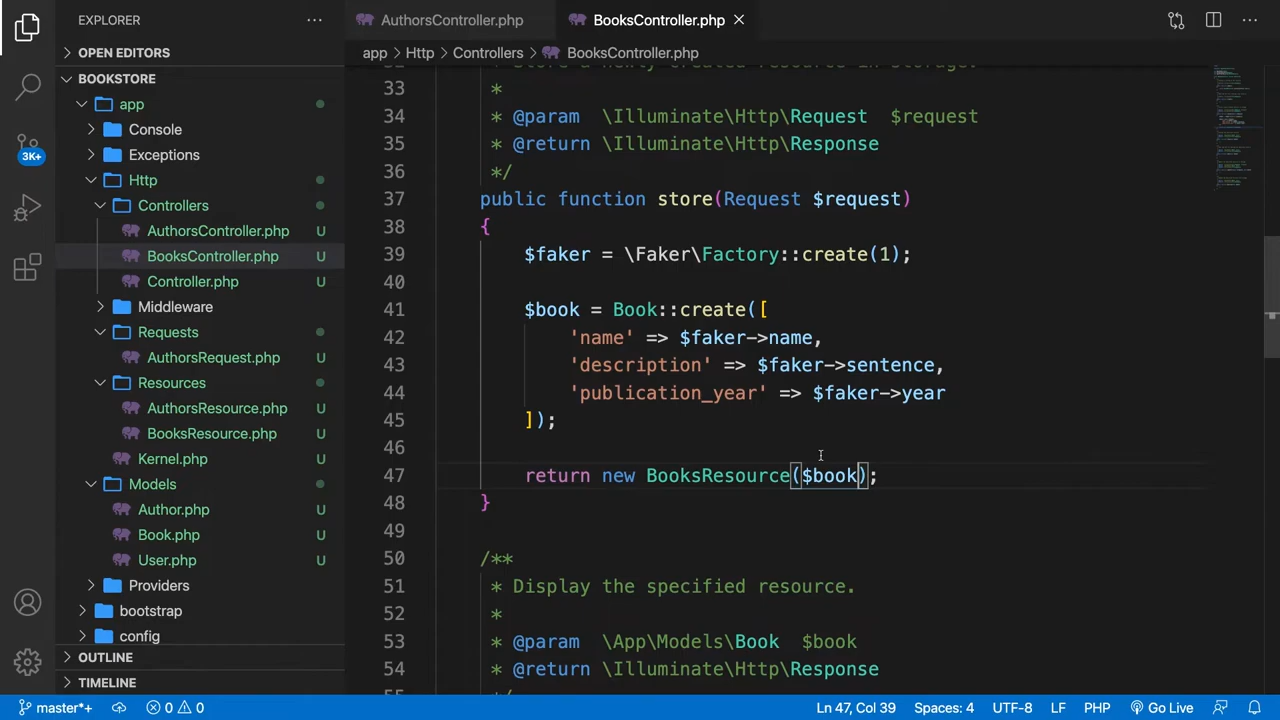 EXPLORER
OPEN EDITORS
BOOKSTORE
app
Console
Exceptions
Http
Controllers
AuthorsController.php U
BooksController.php U
Controller.php U
Middleware
Requests
AuthorsRequest.php U
Resources
AuthorsResource.php U
BooksResource.php U
Kernel.php U
Models
Author.php U
Book.php U
User.php U
Providers
bootstrap
config
OUTLINE
TIMELINE
3K+
AuthorsController.php
BooksController.php
app > Http > Controllers > BooksController.php
* Store a newly created resource in storage.
33 *
34 * @param \Illuminate\Http\Request $request
35 * @return \Illuminate\Http\Response
36 */
37 public function store(Request $request)
38 {
39 $faker = \Faker\Factory::create(1);
40
41 $book = Book::create([
42 'name' => $faker->name,
43 'description' => $faker->sentence,
44 'publication_year' => $faker->year
45 ]);
46
47 return new BooksResource($book);
48 }
49
50 /**
51 * Display the specified resource.
52 *
53 * @param \App\Models\Book $book
54 * @return \Illuminate\Http\Response
master*+ 0 0 Ln 47, Col 39 Spaces: 4 UTF-8 LF PHP Go Live